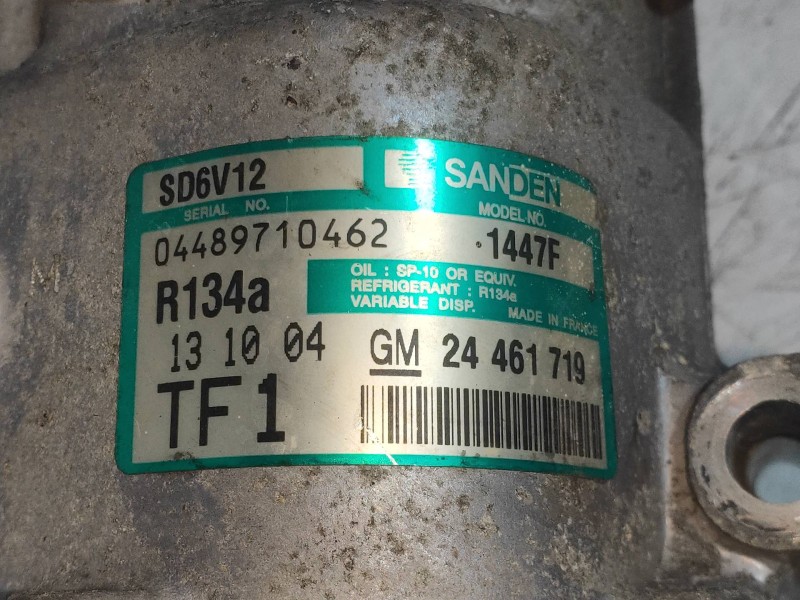 SD6V12 SANDEN
SERIAL NO. MODEL NO.
04489710462 1447F
R134a OIL : SP-10 OR EQUIV.
REFRIGERANT : R134a
VARIABLE DISP. MADE IN FRANCE
13 10 04 GM 24 461 719
TF1